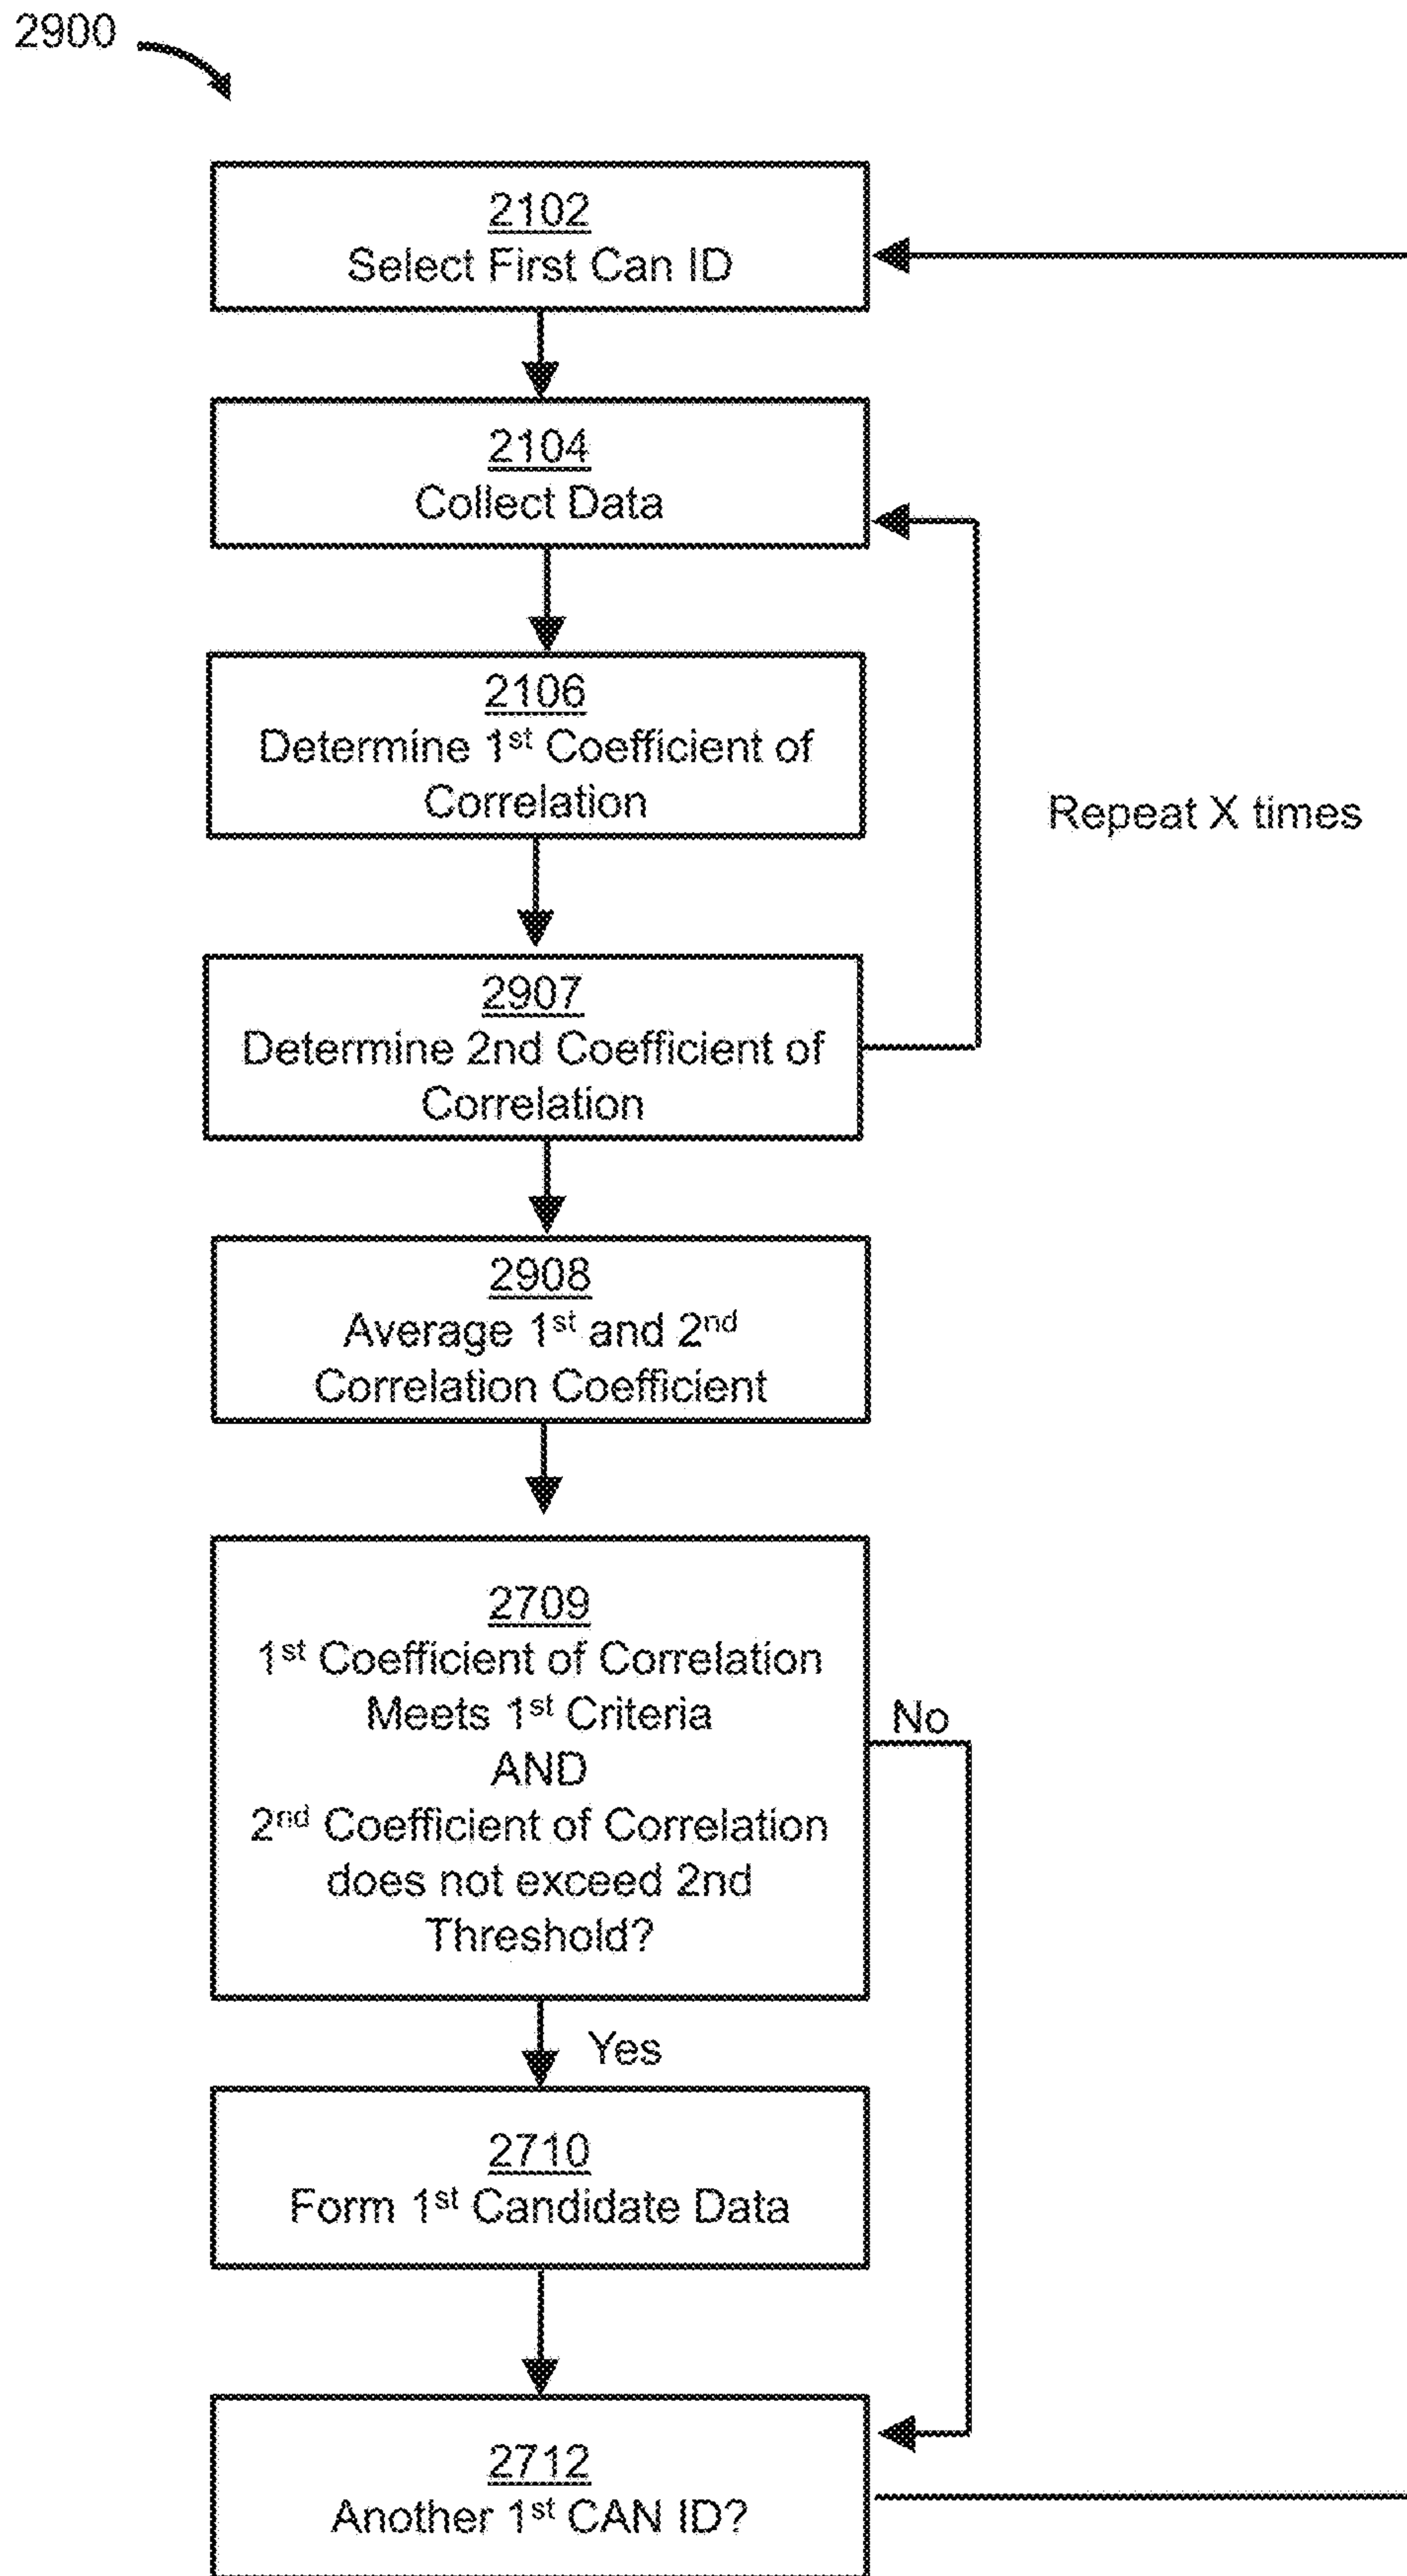 2900
2102
Select First Can ID
2104
Collect Data
2106
Determine 1st Coefficient of
Correlation
Repeat X times
2907
Determine 2nd Coefficient of
Correlation
2908
Average 1st and 2nd
Correlation Coefficient
2709
1st Coefficient of Correlation
Meets 1st Criteria
No
AND
2nd Coefficient of Correlation
does not exceed 2nd
Threshold?
Yes
2710
Form 1st Candidate Data
2712
Another 1st CAN ID?